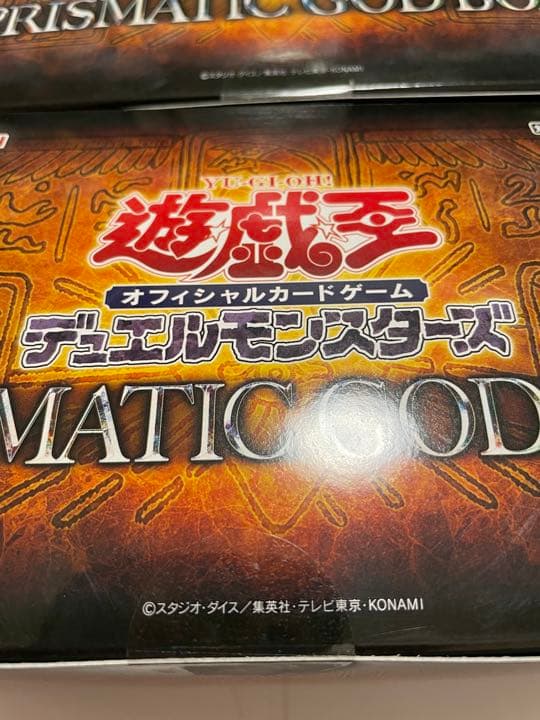 PRISMATIC GOD BO
©スタジオ・ダイス/集英社・テレビ東京・KONAMI
YU-GI-OH!
遊☆戯☆王
オフィシャルカードゲーム
デュエルモンスターズ
MATIC GOD
©スタジオ・ダイス/集英社・テレビ東京・KONAMI